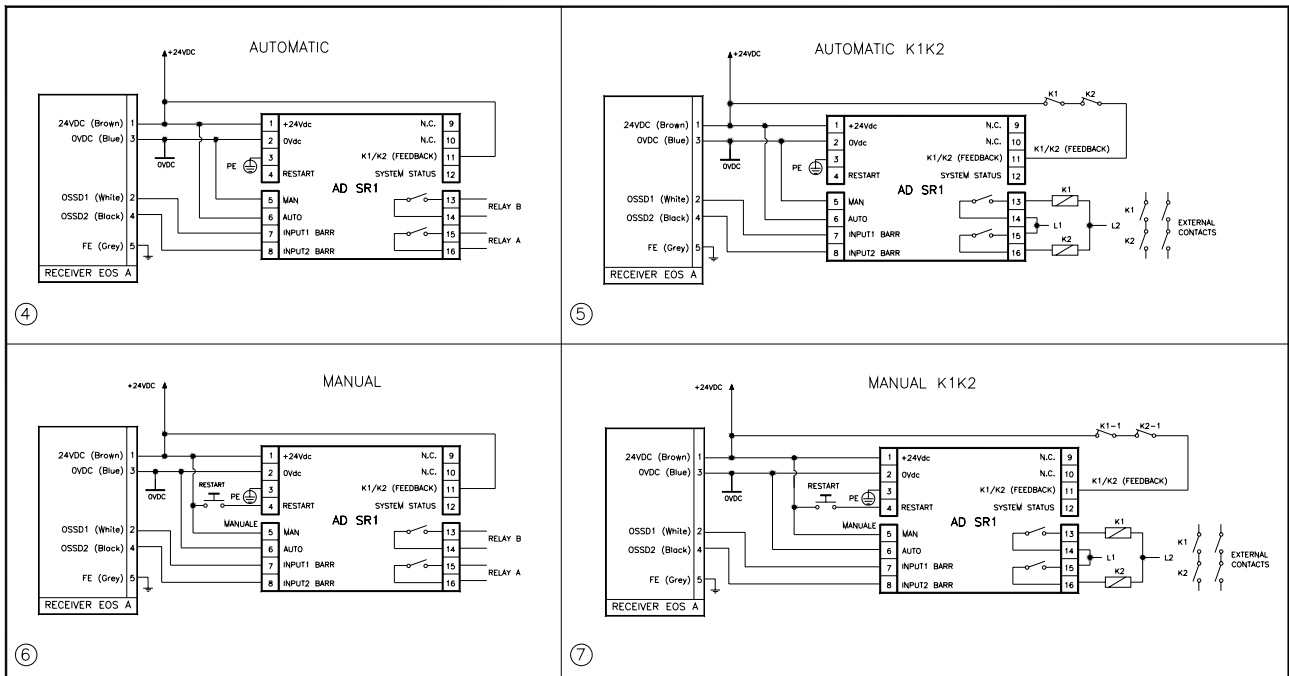 AUTOMATIC
+24VDC
24VDC (Brown) 1
0VDC (Blue) 3
0VDC
OSSD1 (White) 2
OSSD2 (Black) 4
FE (Grey) 5
RECEIVER EOS A
1 +24Vdc N.C. 9
2 0Vdc N.C. 10
PE 3 K1/K2 (FEEDBACK) 11
4 RESTART SYSTEM STATUS 12
AD SR1
5 MAN 13
RELAY B
6 AUTO 14
7 INPUT1 BARR 15
RELAY A
8 INPUT2 BARR 16
4
AUTOMATIC K1K2
+24VDC
K1 K2
24VDC (Brown) 1
0VDC (Blue) 3
0VDC
OSSD1 (White) 2
OSSD2 (Black) 4
FE (Grey) 5
RECEIVER EOS A
1 +24Vdc N.C. 9
2 0Vdc N.C. 10
K1/K2 (FEEDBACK)
PE 3 K1/K2 (FEEDBACK) 11
4 RESTART SYSTEM STATUS 12
AD SR1
5 MAN 13 K1
6 AUTO 14
L1 L2
7 INPUT1 BARR 15
8 INPUT2 BARR 16 K2
K1
K2
EXTERNAL
CONTACTS
5
MANUAL
+24VDC
24VDC (Brown) 1
0VDC (Blue) 3
0VDC
OSSD1 (White) 2
OSSD2 (Black) 4
FE (Grey) 5
RECEIVER EOS A
1 +24Vdc N.C. 9
2 0Vdc N.C. 10
RESTART
PE 3 K1/K2 (FEEDBACK) 11
4 RESTART SYSTEM STATUS 12
AD SR1
MANUALE
5 MAN 13
RELAY B
6 AUTO 14
7 INPUT1 BARR 15
RELAY A
8 INPUT2 BARR 16
6
MANUAL K1K2
+24VDC
K1-1 K2-1
24VDC (Brown) 1
0VDC (Blue) 3
0VDC
OSSD1 (White) 2
OSSD2 (Black) 4
FE (Grey) 5
RECEIVER EOS A
1 +24Vdc N.C. 9
2 0Vdc N.C. 10
K1/K2 (FEEDBACK)
RESTART
PE 3 K1/K2 (FEEDBACK) 11
4 RESTART SYSTEM STATUS 12
AD SR1
MANUALE
5 MAN 13 K1
6 AUTO 14
L1 L2
7 INPUT1 BARR 15
8 INPUT2 BARR 16 K2
K1
K2
EXTERNAL
CONTACTS
7